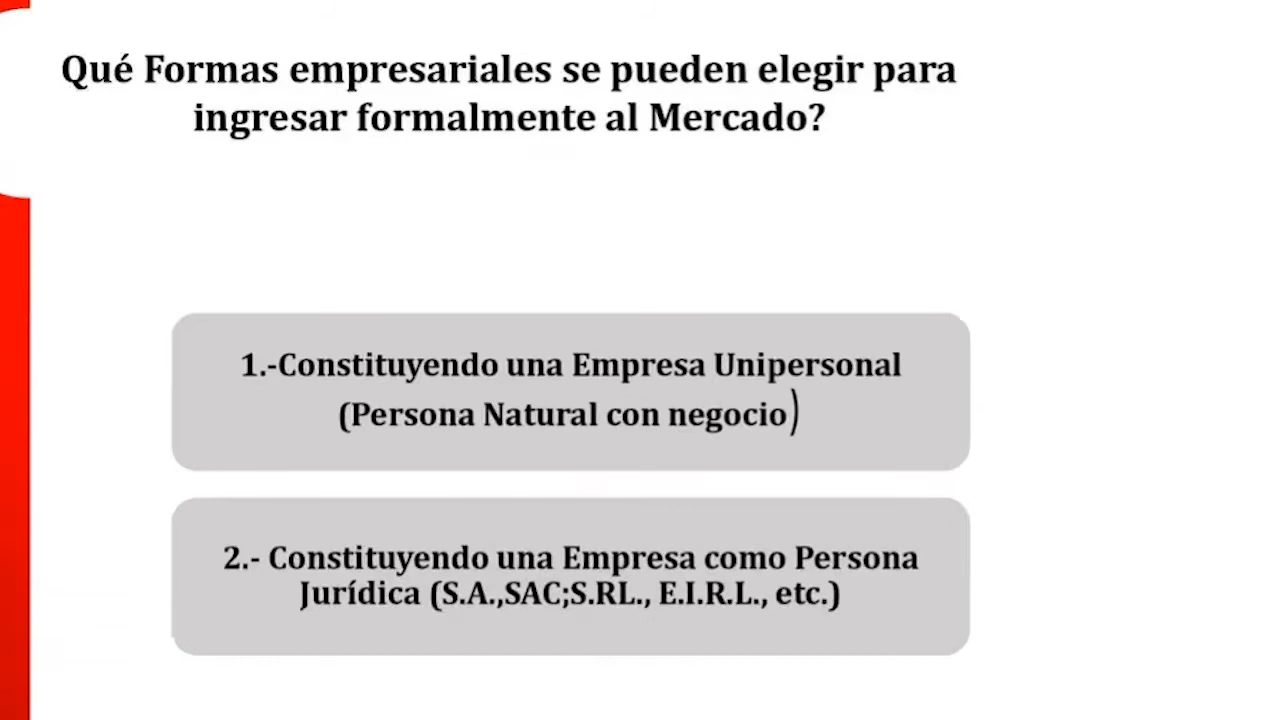 Qué Formas empresariales se pueden elegir para
ingresar formalmente al Mercado?
1.-Constituyendo una Empresa Unipersonal
(Persona Natural con negocio)
2.- Constituyendo una Empresa como Persona
Jurídica (S.A.,SAC;S.RL., E.I.R.L., etc.)